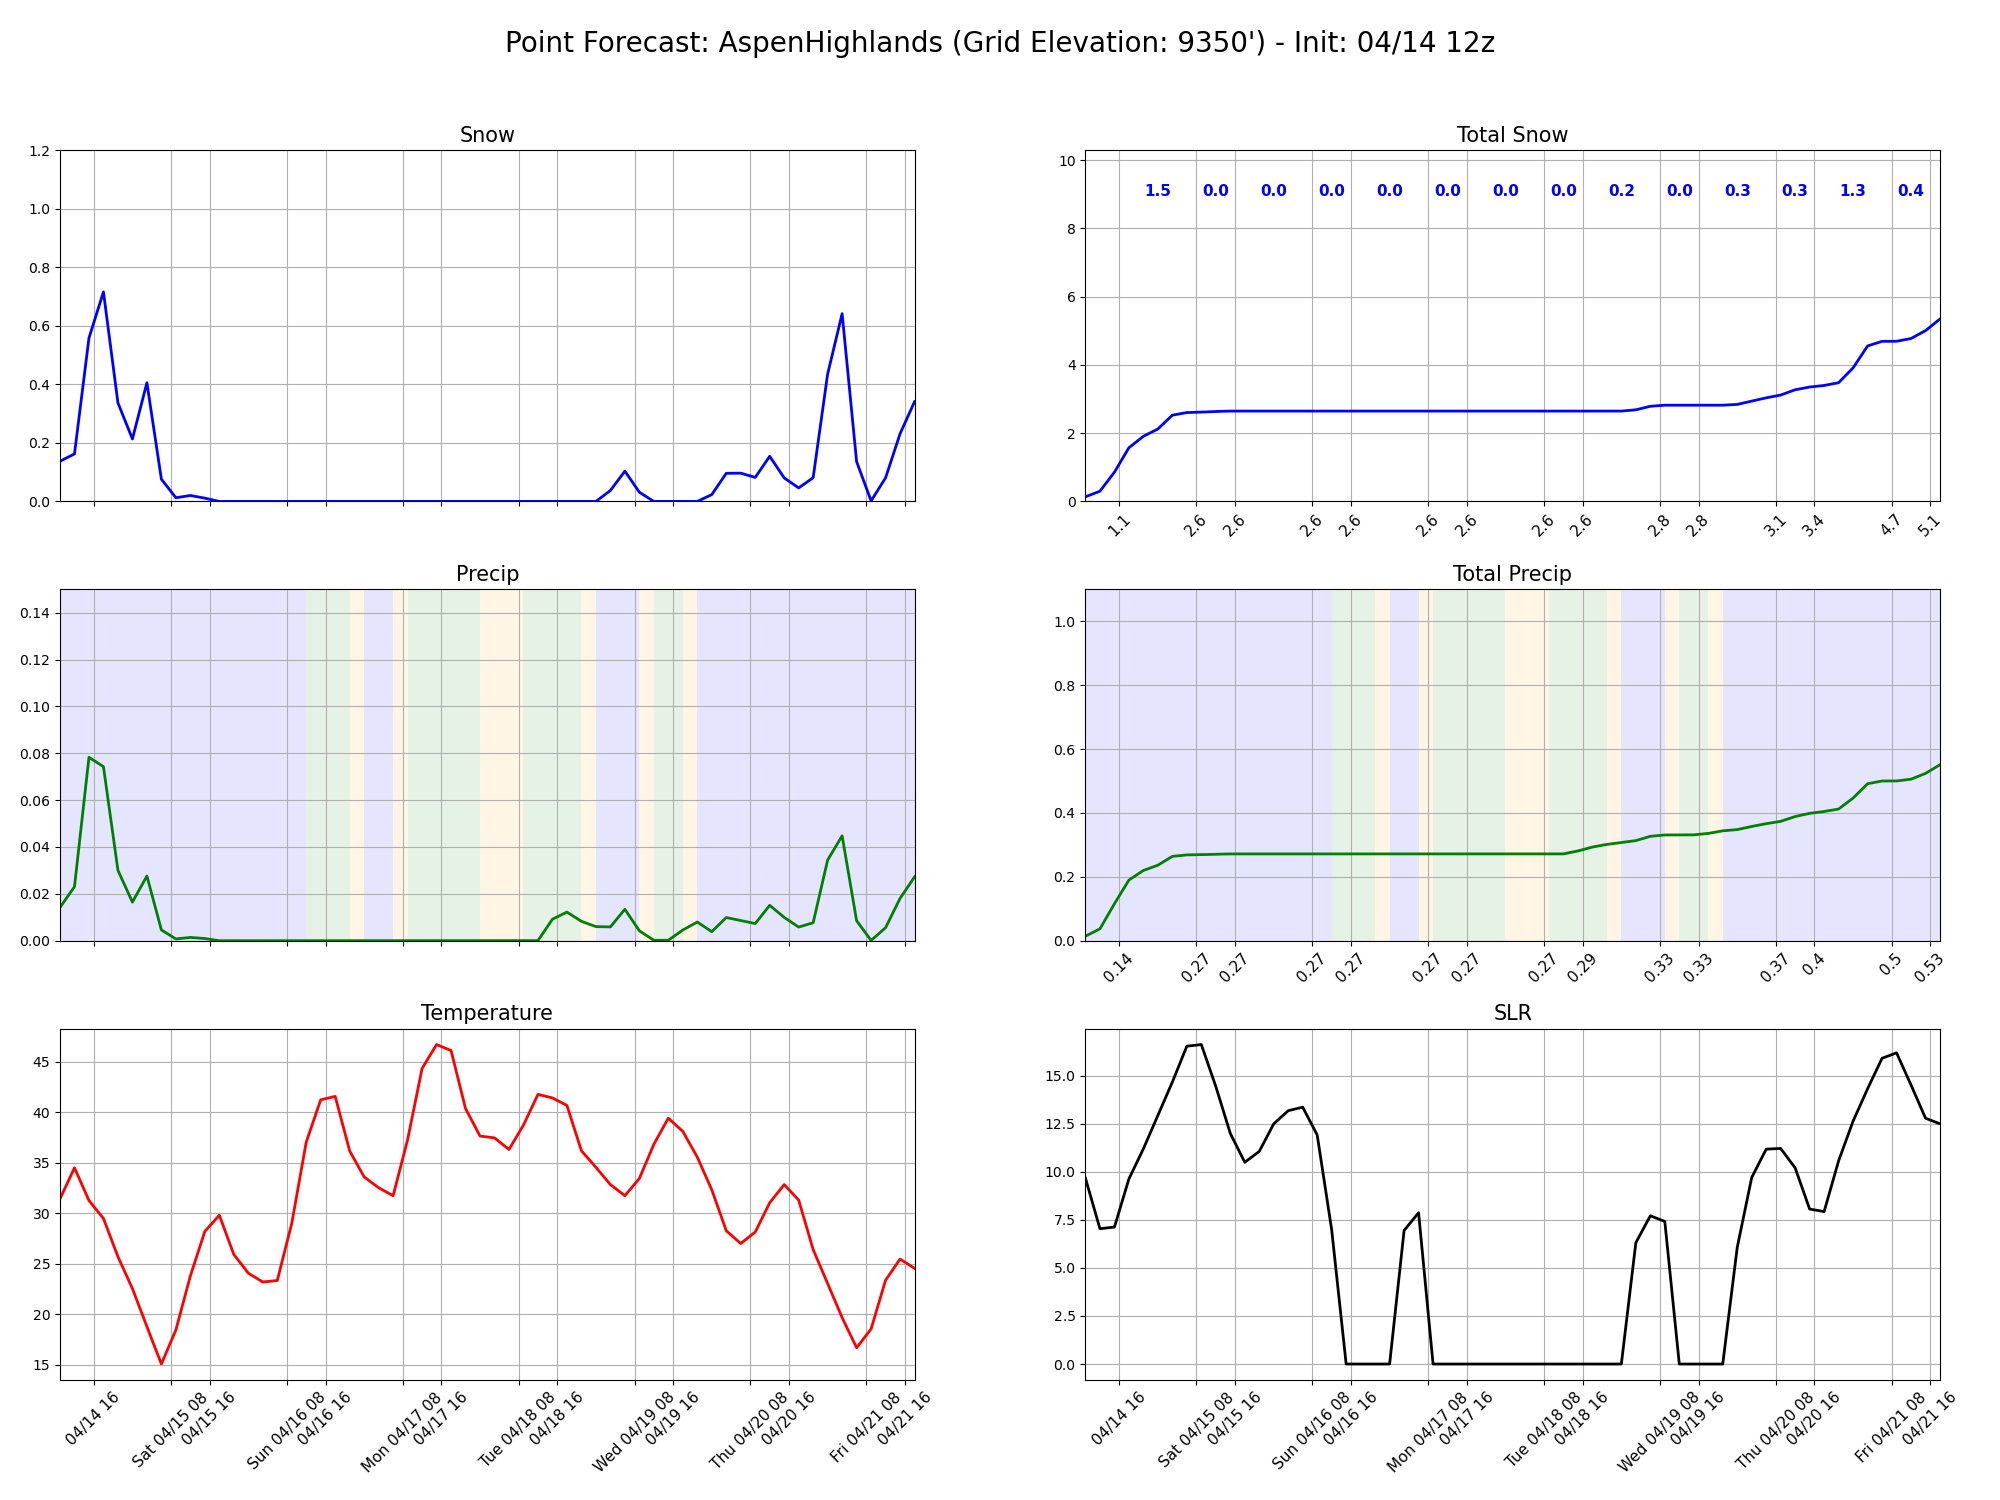 Point Forecast: AspenHighlands (Grid Elevation: 9350') - Init: 04/14 12z
Snow
1.2
1.0
0.8
0.6
0.4
0.2
0.0
Total Snow
10
8
6
4
2
0
1.5 0.0 0.0 0.0 0.0 0.0 0.0 0.0 0.2 0.0 0.3 0.3 1.3 0.4
1.1 2.6 2.6 2.6 2.6 2.6 2.6 2.6 2.6 2.8 2.8 3.1 3.4 4.7 5.1
Precip
0.14
0.12
0.10
0.08
0.06
0.04
0.02
0.00
Total Precip
1.0
0.8
0.6
0.4
0.2
0.0
0.14 0.27 0.27 0.27 0.27 0.27 0.27 0.27 0.29 0.33 0.33 0.37 0.4 0.5 0.53
Temperature
45
40
35
30
25
20
15
04/14 16
Sat 04/15 08
04/15 16
Sun 04/16 08
04/16 16
Mon 04/17 08
04/17 16
Tue 04/18 08
04/18 16
Wed 04/19 08
04/19 16
Thu 04/20 08
04/20 16
Fri 04/21 08
04/21 16
SLR
15.0
12.5
10.0
7.5
5.0
2.5
0.0
04/14 16
Sat 04/15 08
04/15 16
Sun 04/16 08
04/16 16
Mon 04/17 08
04/17 16
Tue 04/18 08
04/18 16
Wed 04/19 08
04/19 16
Thu 04/20 08
04/20 16
Fri 04/21 08
04/21 16